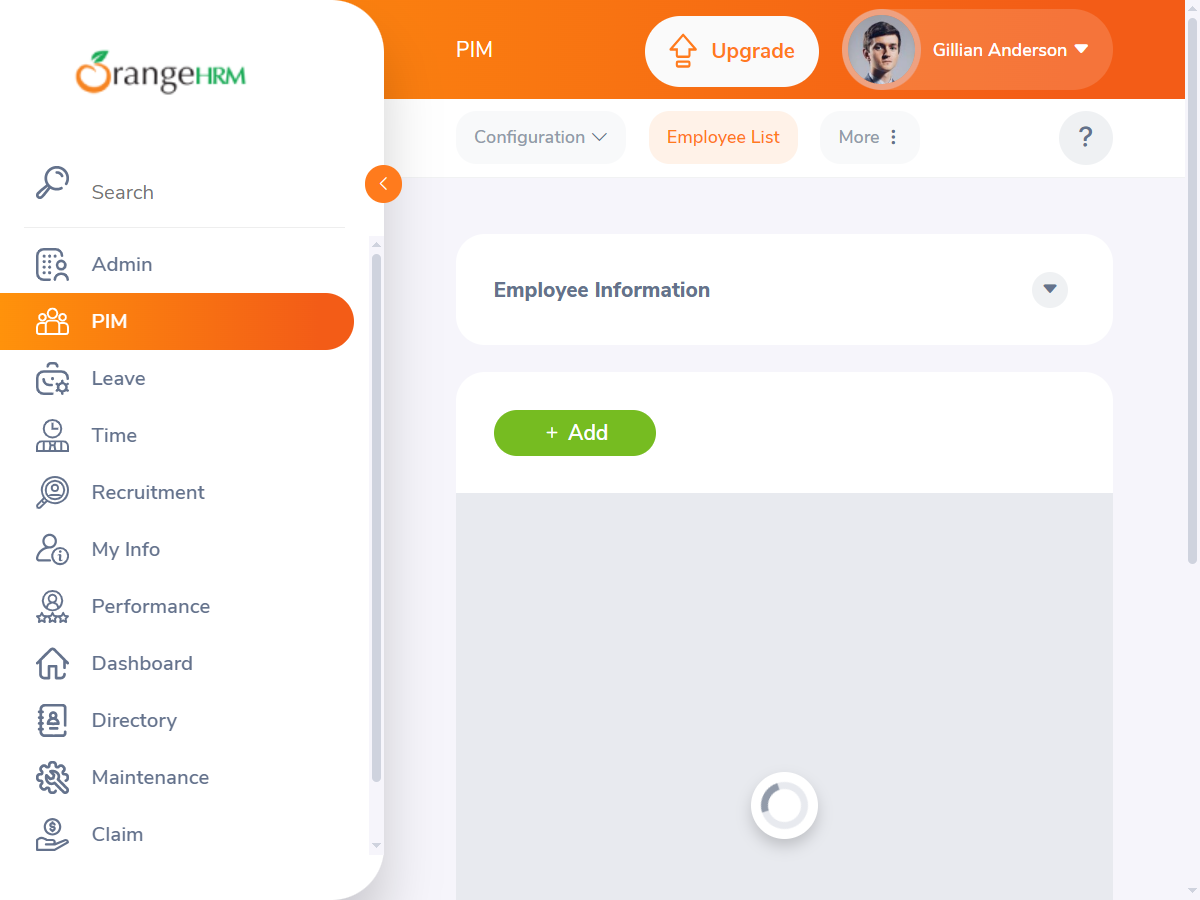 OrangeHRM
Search
Admin
PIM
Leave
Time
Recruitment
My Info
Performance
Dashboard
Directory
Maintenance
Claim
PIM
Upgrade
Gillian Anderson
Configuration
Employee List
More
?
Employee Information
+ Add